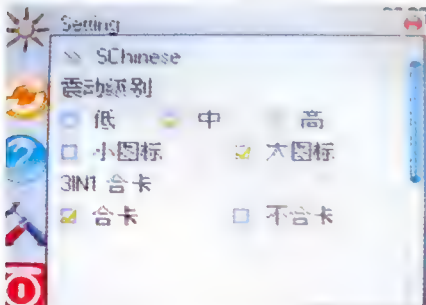 Setting
SChinese
震动级别
低 中 高
小图标 大图标
3IN1 合卡
合卡 不合卡